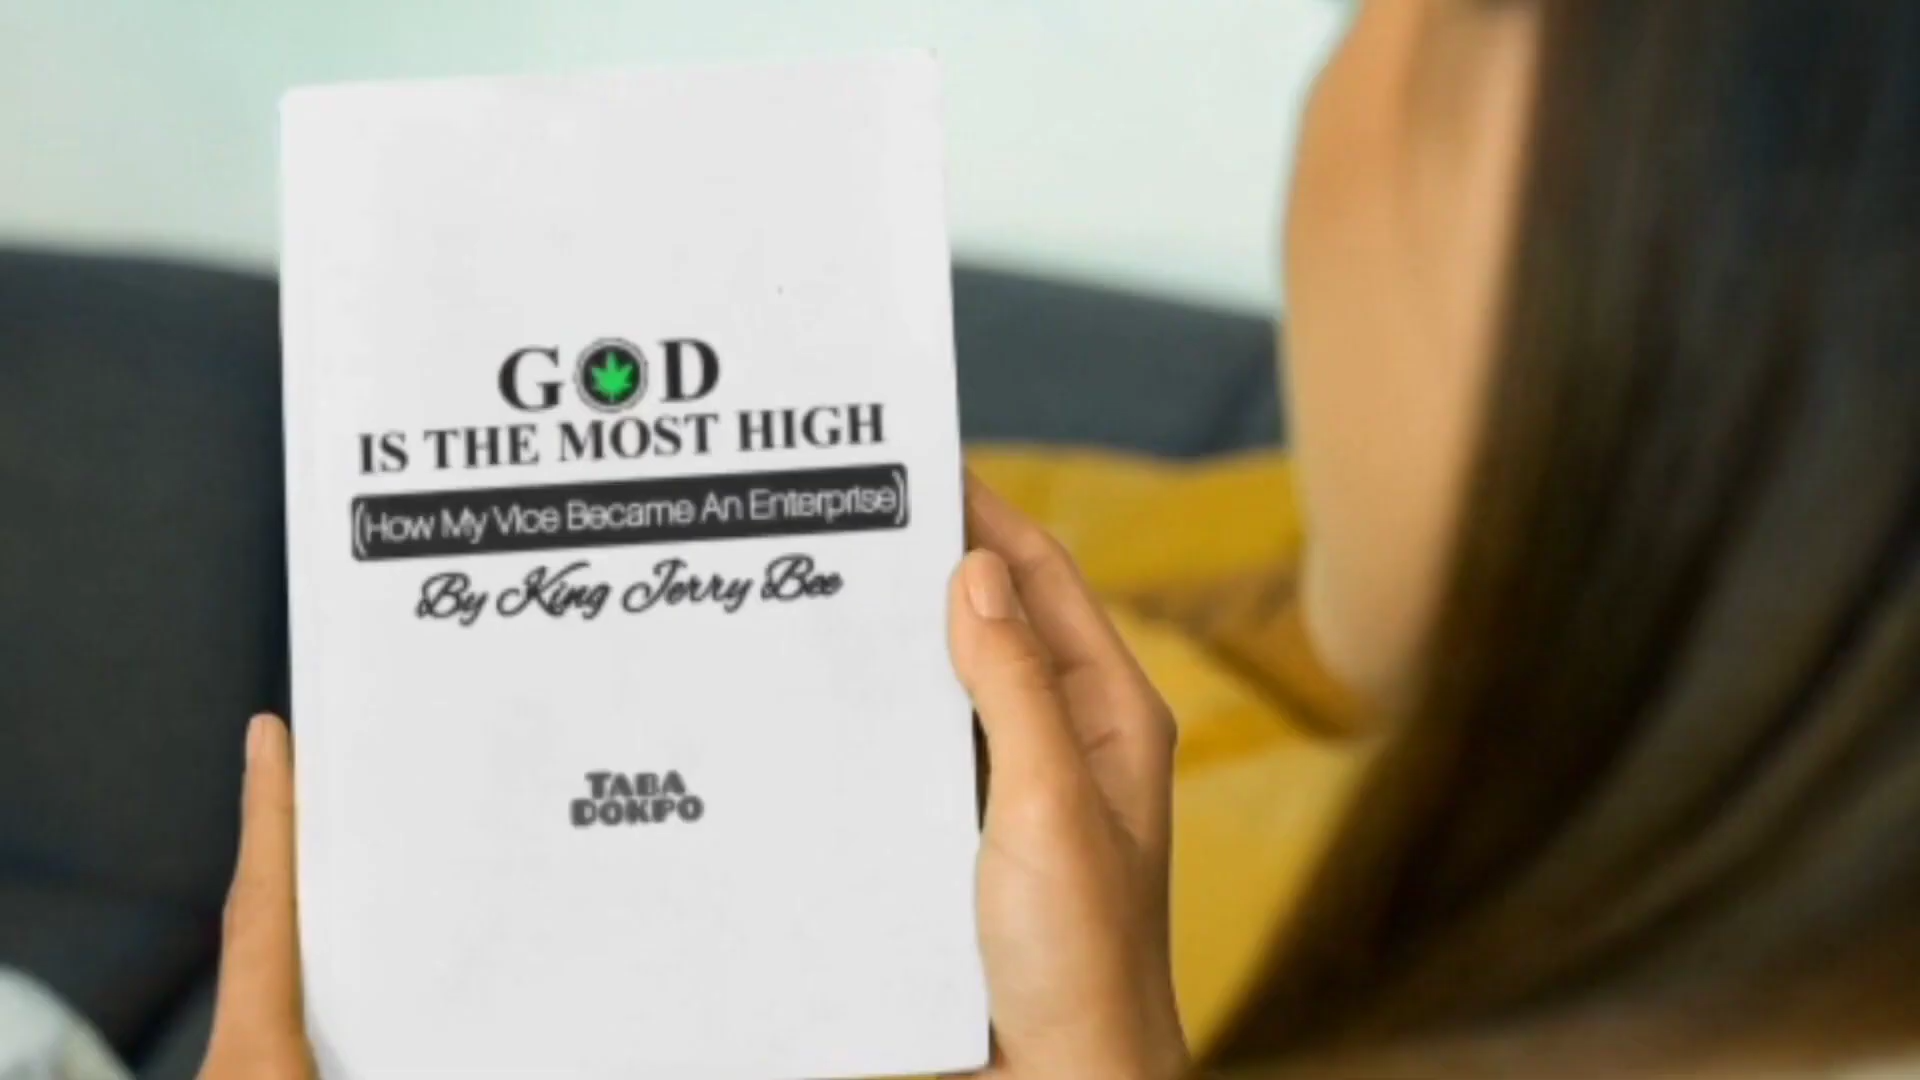 GOD
IS THE MOST HIGH
(How My Vice Became An Enterprise)
By King Jerry Bee
TABA
DOKPO